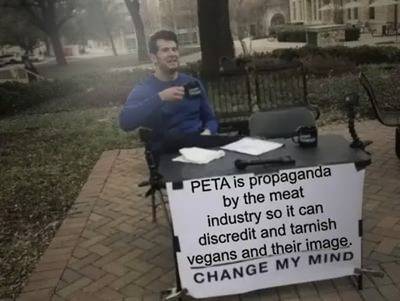 PETA is propaganda
by the meat
industry so it can
discredit and tarnish
vegans and their image.
CHANGE MY MIND